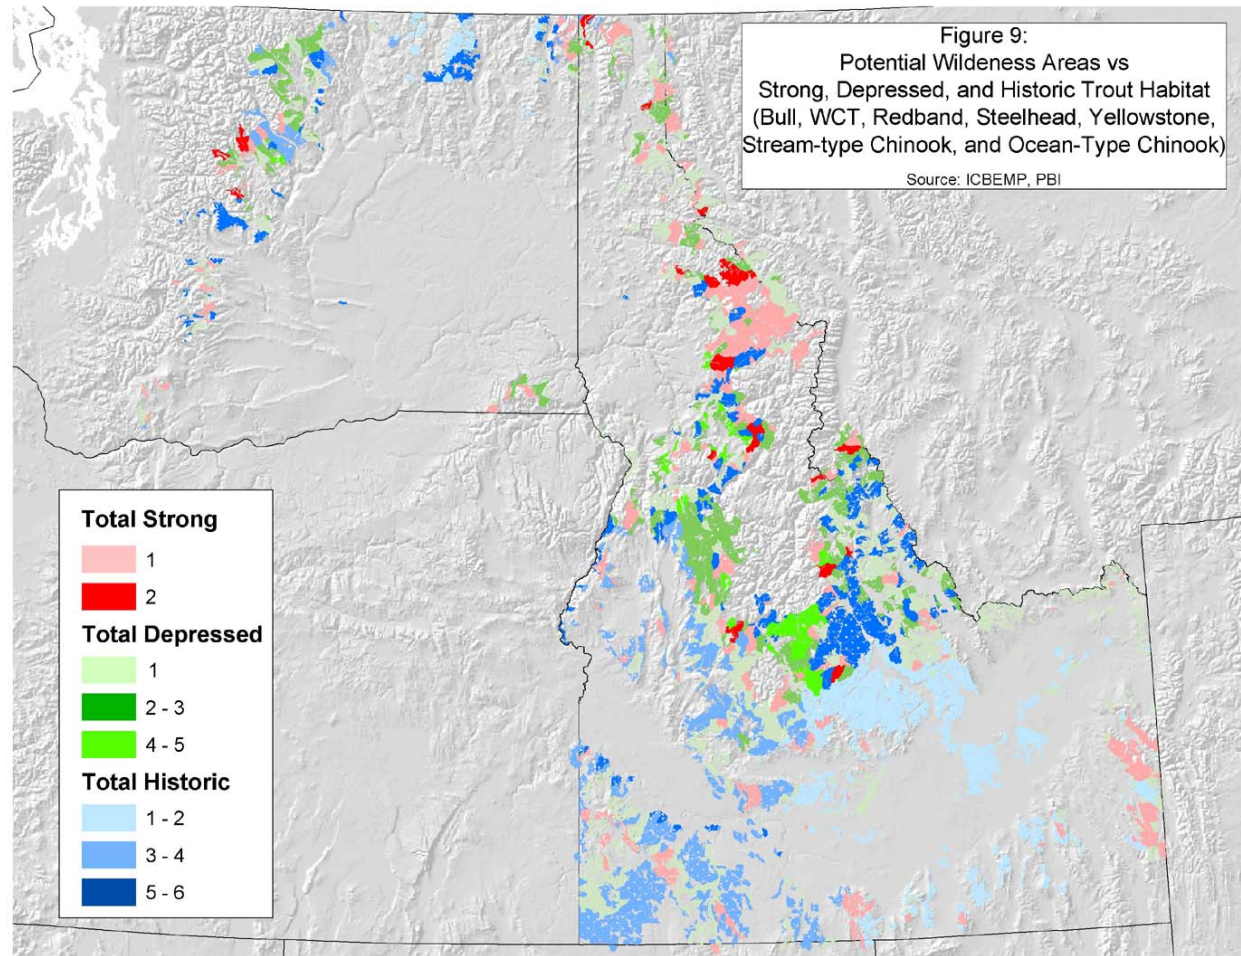 Figure 9:
Potential Wildeness Areas vs
Strong, Depressed, and Historic Trout Habitat
(Bull, WCT, Redband, Steelhead, Yellowstone,
Stream-type Chinook, and Ocean-Type Chinook)
Source: ICBEMP, PBI
Total Strong
1
2
Total Depressed
1
2 - 3
4 - 5
Total Historic
1 - 2
3 - 4
5 - 6